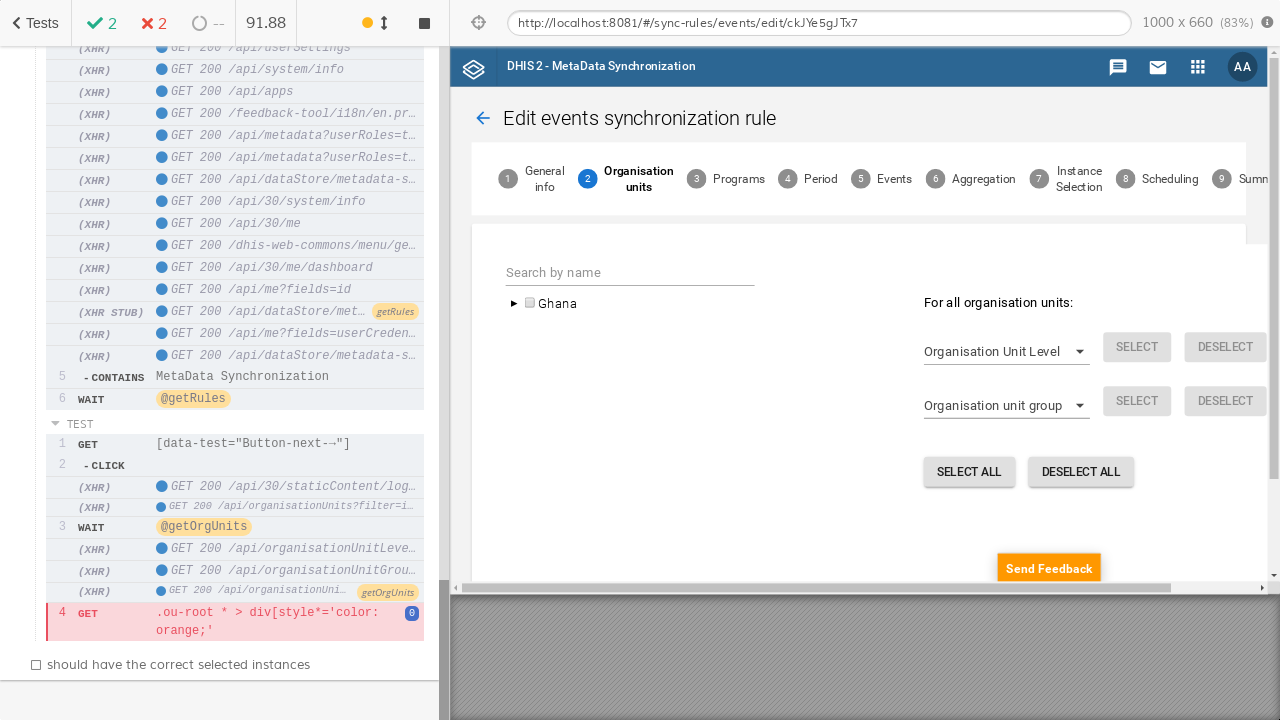 Tests
2
2
--
91.88
http://localhost:8081/#/sync-rules/events/edit/ckJYe5gJTx7
1000 x 660 (83%)
(XHR) GET 200 /api/userSettings
(XHR) GET 200 /api/system/info
(XHR) GET 200 /api/apps
(XHR) GET 200 /feedback-tool/i18n/en.pr…
(XHR) GET 200 /api/metadata?userRoles=t…
(XHR) GET 200 /api/metadata?userRoles=t…
(XHR) GET 200 /api/dataStore/metadata-s…
(XHR) GET 200 /api/30/system/info
(XHR) GET 200 /api/30/me
(XHR) GET 200 /dhis-web-commons/menu/ge…
(XHR) GET 200 /api/30/me/dashboard
(XHR) GET 200 /api/me?fields=id
(XHR STUB) GET 200 /api/dataStore/met… getRules
(XHR) GET 200 /api/me?fields=userCreden…
(XHR) GET 200 /api/dataStore/metadata-s…
5 -CONTAINS MetaData Synchronization
6 WAIT @getRules
TEST
1 GET [data-test="Button-next-→"]
2 -CLICK
(XHR) GET 200 /api/30/staticContent/log…
(XHR) GET 200 /api/organisationUnits?filter=i…
3 WAIT @getOrgUnits
(XHR) GET 200 /api/organisationUnitLeve…
(XHR) GET 200 /api/organisationUnitGrou…
(XHR) GET 200 /api/organisationUni… getOrgUnits
4 GET .ou-root * > div[style*='color: 0
orange;'
should have the correct selected instances
DHIS 2 - MetaData Synchronization
AA
Edit events synchronization rule
1 General
info
2 Organisation
units
3 Programs
4 Period
5 Events
6 Aggregation
7 Instance
Selection
8 Scheduling
9 Summ
Search by name
Ghana
For all organisation units:
Organisation Unit Level
SELECT
DESELECT
Organisation unit group
SELECT
DESELECT
SELECT ALL
DESELECT ALL
Send Feedback